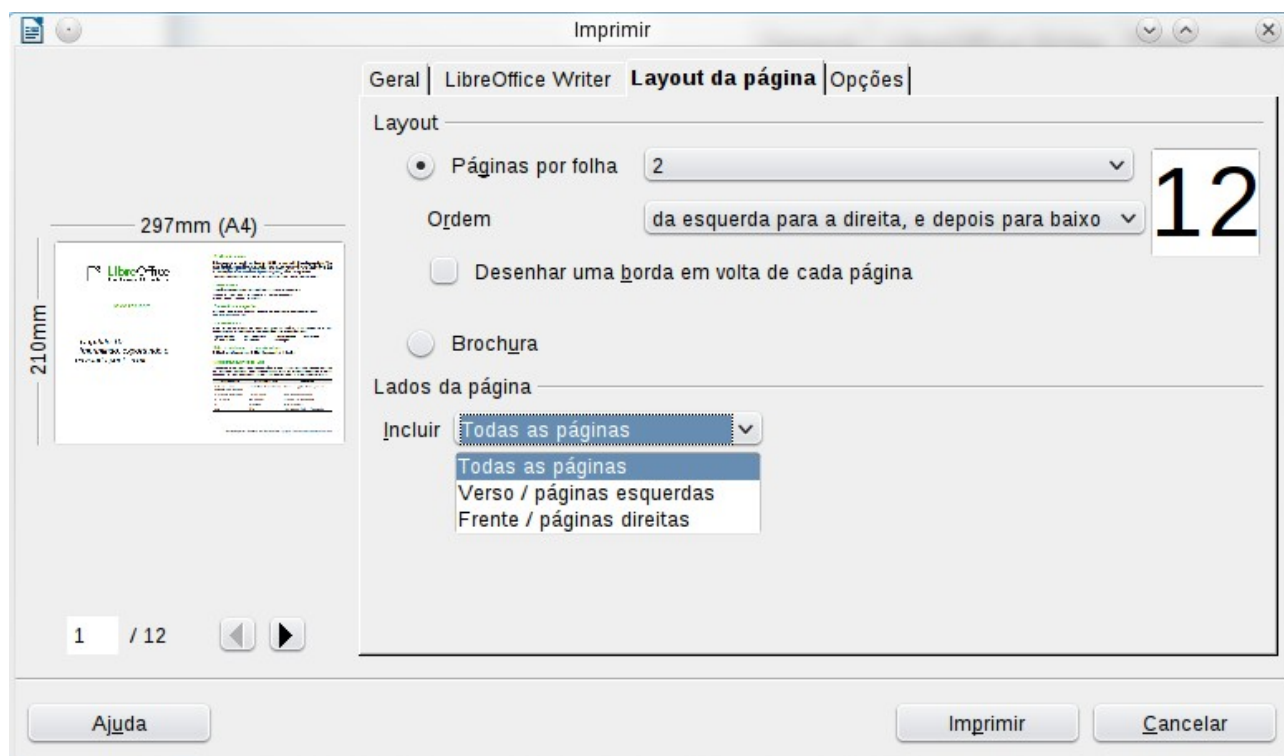 Imprimir
Geral
LibreOffice Writer
Layout da página
Opções
Layout
Páginas por folha
2
12
Ordem
da esquerda para a direita, e depois para baixo
Desenhar uma borda em volta de cada página
Brochura
Lados da página
Incluir
Todas as páginas
Todas as páginas
Verso / páginas esquerdas
Frente / páginas direitas
297mm (A4)
210mm
LibreOffice
1
/ 12
Ajuda
Imprimir
Cancelar